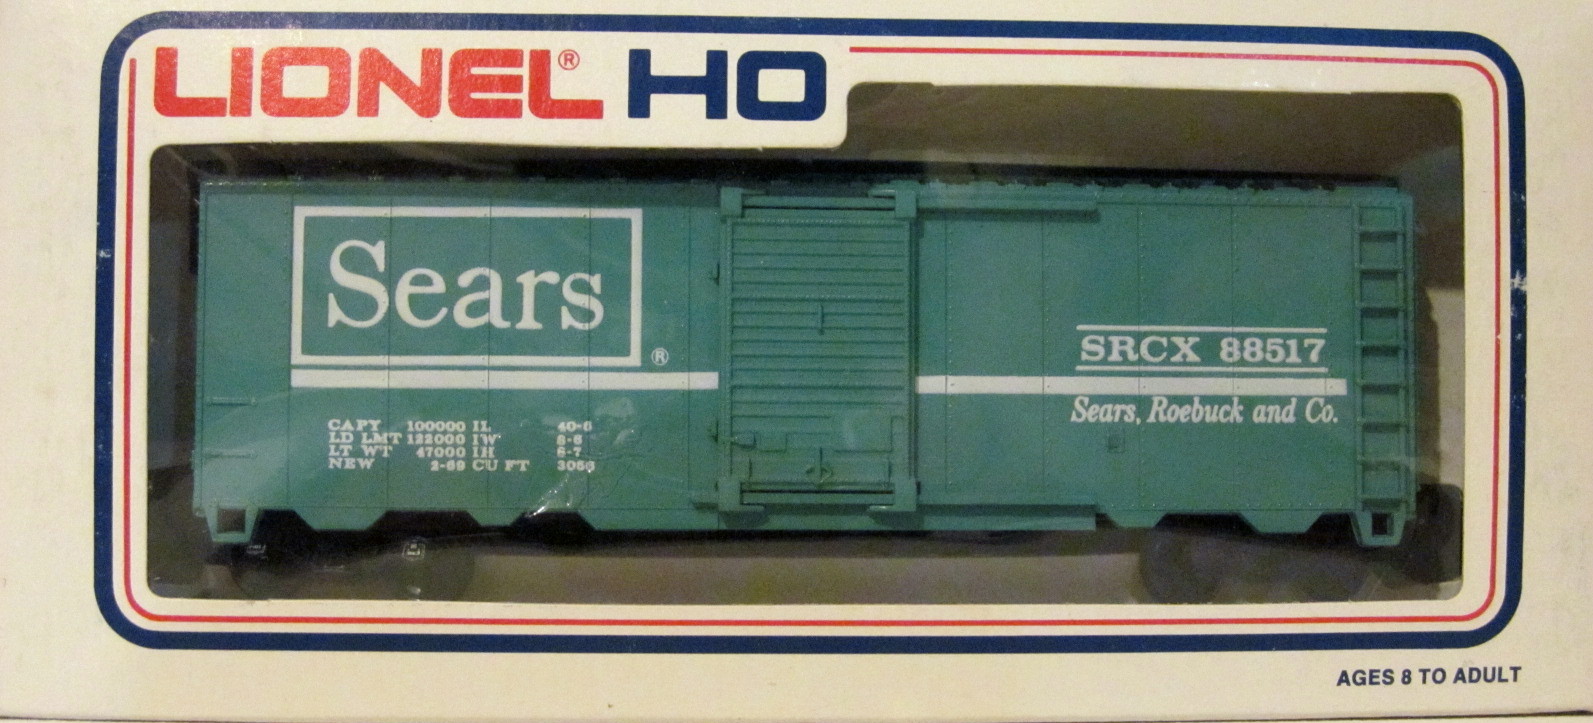 LIONEL® HO
Sears
®
SRCX 88517
Sears, Roebuck and Co.
CAPY 100000 IL 40-6
LD LMT 122000 IW 8-6
LT WT 47000 IH 6-7
NEW 2-69 CU FT
AGES 8 TO ADULT